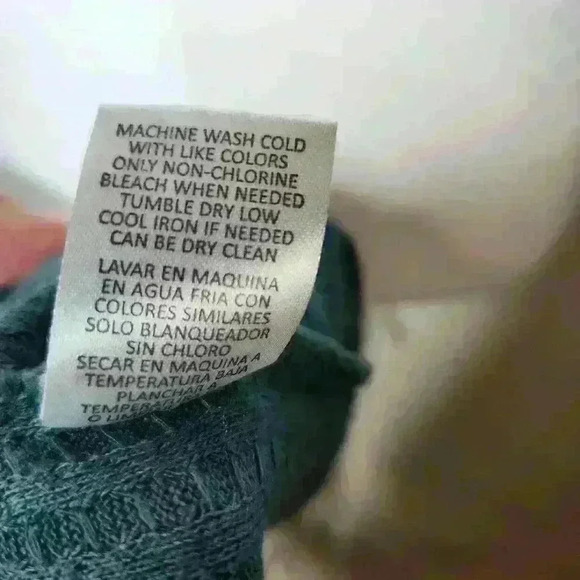 MACHINE WASH COLD
WITH LIKE COLORS
ONLY NON-CHLORINE
BLEACH WHEN NEEDED
TUMBLE DRY LOW
COOL IRON IF NEEDED
CAN BE DRY CLEAN
LAVAR EN MAQUINA
EN AGUA FRIA CON
COLORES SIMILARES
SOLO BLANQUEADOR
SIN CHLORO
SECAR EN MAQUINA A
TEMPERATURA BAJA
PLANCHAR A
O